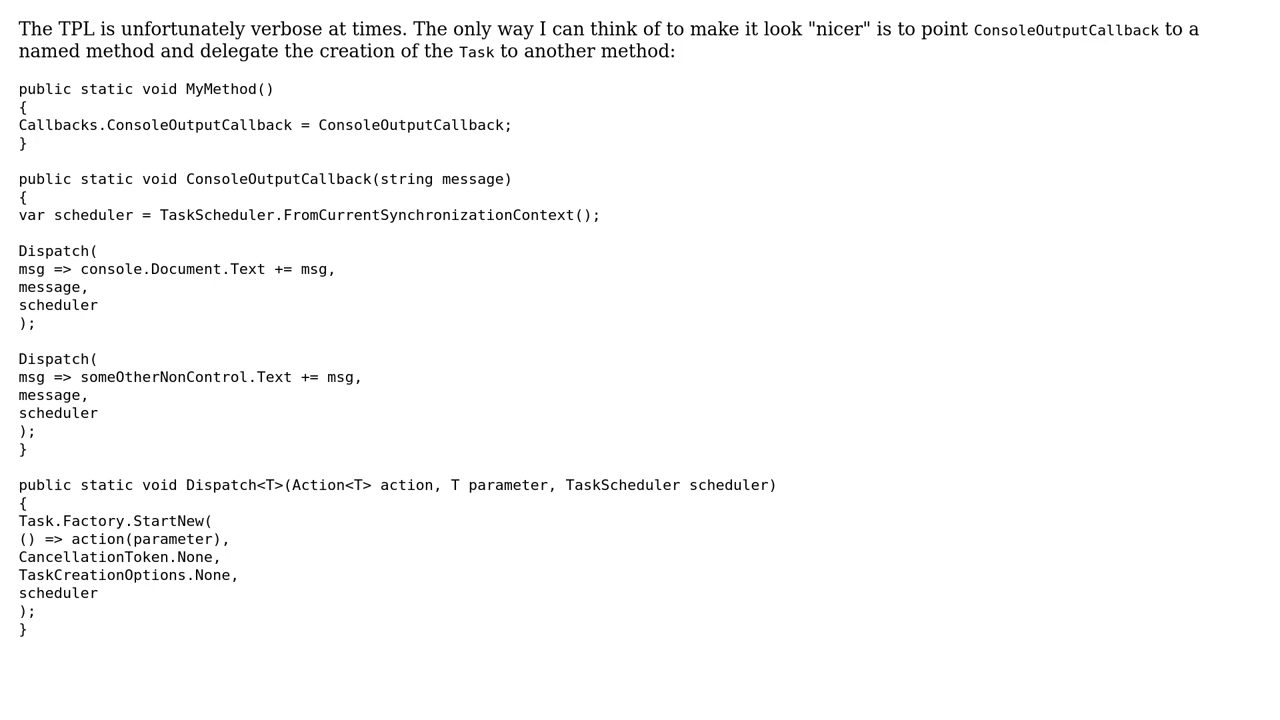 The TPL is unfortunately verbose at times. The only way I can think of to make it look "nicer" is to point ConsoleOutputCallback to a
named method and delegate the creation of the Task to another method:
public static void MyMethod()
{
Callbacks.ConsoleOutputCallback = ConsoleOutputCallback;
}
public static void ConsoleOutputCallback(string message)
{
var scheduler = TaskScheduler.FromCurrentSynchronizationContext();
Dispatch(
msg => console.Document.Text += msg,
message,
scheduler
);
Dispatch(
msg => someOtherNonControl.Text += msg,
message,
scheduler
);
}
public static void Dispatch<T>(Action<T> action, T parameter, TaskScheduler scheduler)
{
Task.Factory.StartNew(
() => action(parameter),
CancellationToken.None,
TaskCreationOptions.None,
scheduler
);
}